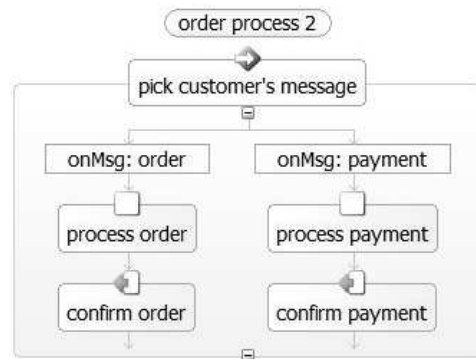 order process 2
pick customer's message
onMsg: order
onMsg: payment
process order
process payment
confirm order
confirm payment